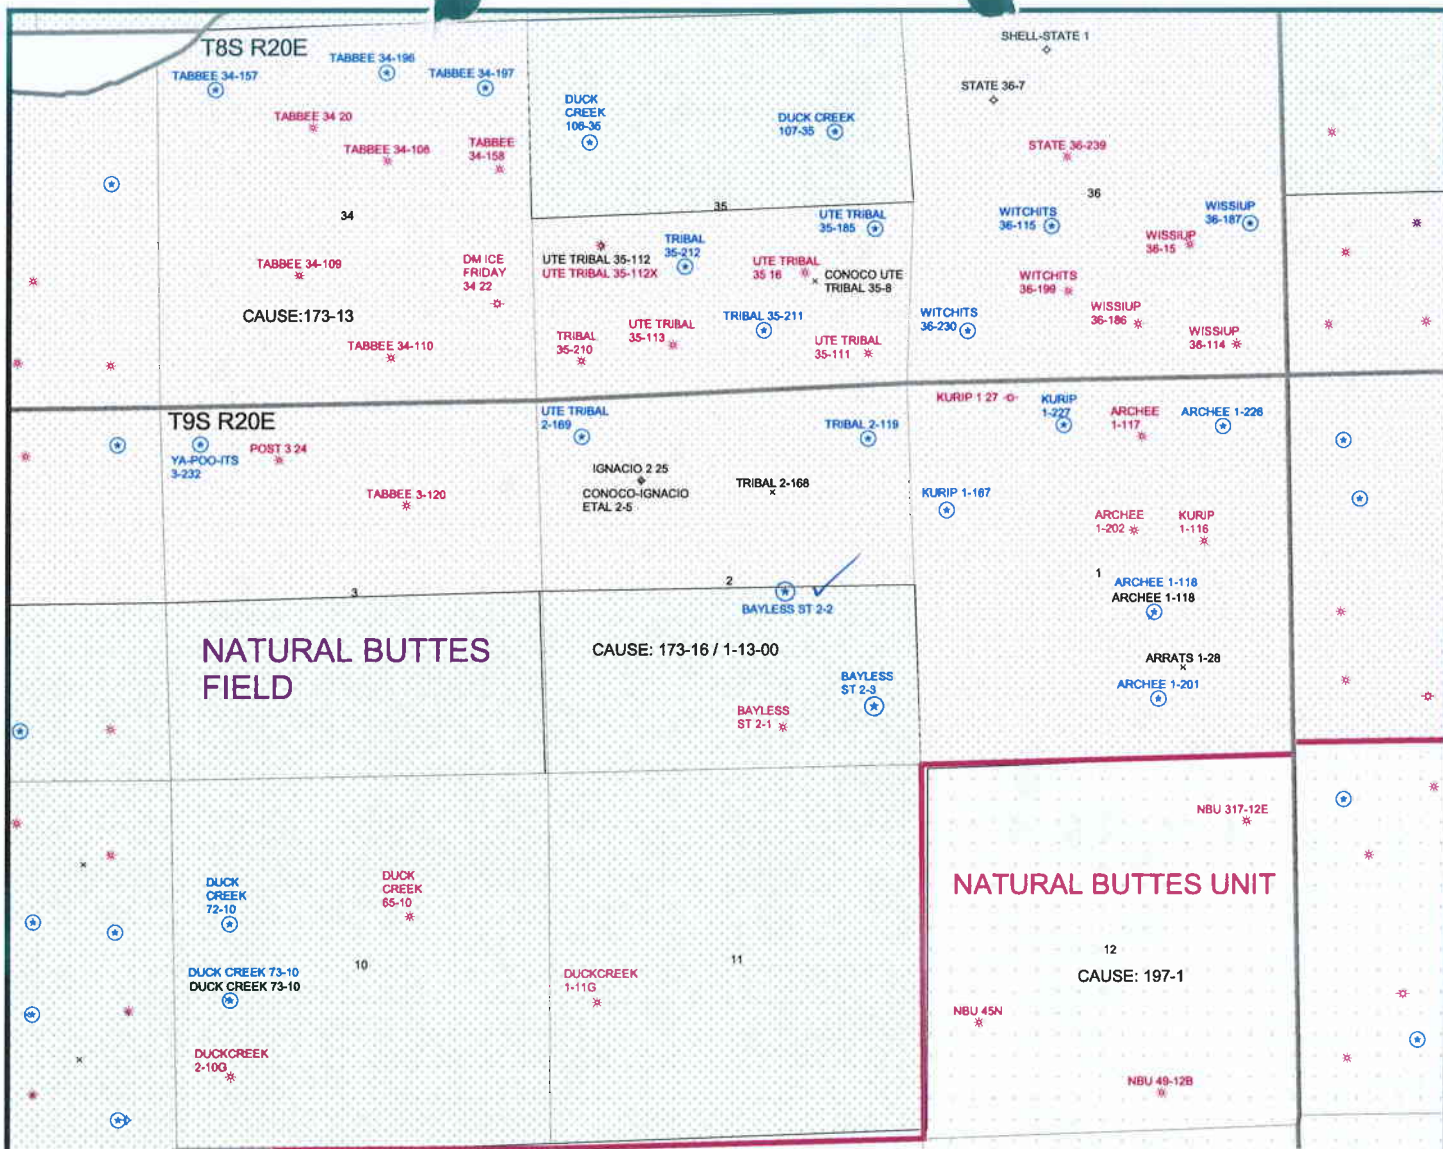 T8S R20E
TABBEE 34-157
TABBEE 34-196
TABBEE 34-197
TABBEE 34 20
TABBEE 34-108
TABBEE
34-158
34
TABBEE 34-109
DM ICE
FRIDAY
34 22
CAUSE:173-13
TABBEE 34-110
DUCK
CREEK
106-35
DUCK CREEK
107-35
35
UTE TRIBAL
35-185
UTE TRIBAL 35-112
UTE TRIBAL 35-112X
TRIBAL
35-212
UTE TRIBAL
35 16
CONOCO UTE
TRIBAL 35-8
TRIBAL
35-210
UTE TRIBAL
35-113
TRIBAL 35-211
UTE TRIBAL
35-111
SHELL-STATE 1
STATE 36-7
STATE 36-239
36
WITCHITS
36-115
WISSIUP
36-187
WISSIUP
36-15
WITCHITS
36-199
WITCHITS
36-230
WISSIUP
36-186
WISSIUP
36-114
T9S R20E
YA-POO-ITS
3-232
POST 3 24
TABBEE 3-120
3
UTE TRIBAL
2-169
TRIBAL 2-119
IGNACIO 2 25
CONOCO-IGNACIO
ETAL 2-5
TRIBAL 2-168
2
BAYLESS ST 2-2
KURIP 1 27
KURIP
1-227
ARCHEE
1-117
ARCHEE 1-226
KURIP 1-167
ARCHEE
1-202
KURIP
1-116
1
ARCHEE 1-118
ARCHEE 1-118
ARRATS 1-28
ARCHEE 1-201
NATURAL BUTTES
FIELD
CAUSE: 173-16 / 1-13-00
BAYLESS
ST 2-3
BAYLESS
ST 2-1
DUCK
CREEK
72-10
DUCK
CREEK
65-10
DUCK CREEK 73-10
DUCK CREEK 73-10
10
DUCKCREEK
2-10G
DUCKCREEK
1-11G
11
NBU 317-12E
NATURAL BUTTES UNIT
12
CAUSE: 197-1
NBU 45N
NBU 49-12B